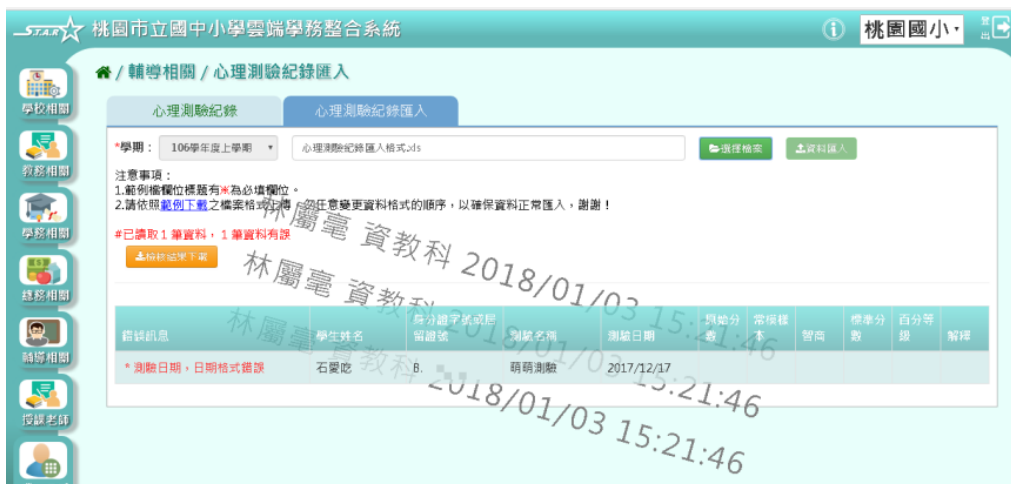 STAR 桃園市立國中小學雲端學務整合系統
桃園國小
登出
/ 輔導相關 / 心理測驗紀錄匯入
學校相關
教務相關
學務相關
總務相關
輔導相關
授課老師
心理測驗紀錄
心理測驗紀錄匯入
*學期： 106學年度上學期 心理測驗紀錄匯入格式.xls 選擇檔案 資料匯入
注意事項：
1.範例檔欄位標題有※為必填欄位。
2.請依照範例下載之檔案格式上傳，勿任意變更資料格式的順序，以確保資料正常匯入，謝謝！
#已讀取1 筆資料，1 筆資料有誤
檢核結果下載
錯誤訊息 學生姓名 身分證字號或居留證號 測驗名稱 測驗日期 原始分數 常模樣本 智商 標準分數 百分等級 解釋
* 測驗日期，日期格式錯誤 石愛吃 B. 萌萌測驗 2017/12/17
林屬毫 資教科 2018/01/03 15:21:46
林屬毫 資教科 2018/01/03 15:21:46
林屬毫 資教科 2018/01/03 15:21:46